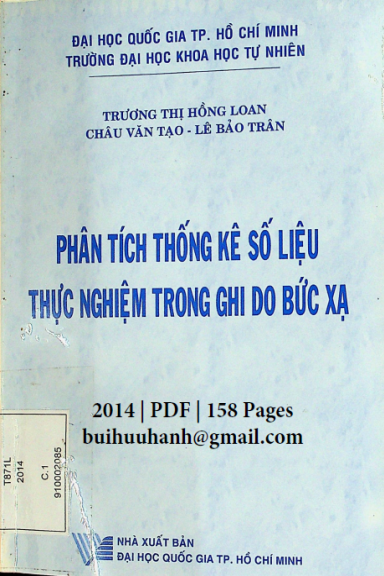 ĐẠI HỌC QUỐC GIA TP. HỒ CHÍ MINH
TRƯỜNG ĐẠI HỌC KHOA HỌC TỰ NHIÊN
TRƯƠNG THỊ HỒNG LOAN
CHÂU VĂN TẠO - LÊ BẢO TRÂN
PHÂN TÍCH THỐNG KÊ SỐ LIỆU
THỰC NGHIỆM TRONG GHI DO BỨC XẠ
2014 | PDF | 158 Pages
buihuuhanh@gmail.com
T871L
2014
C.1
910002085
NHÀ XUẤT BẢN
ĐẠI HỌC QUỐC GIA TP. HỒ CHÍ MINH